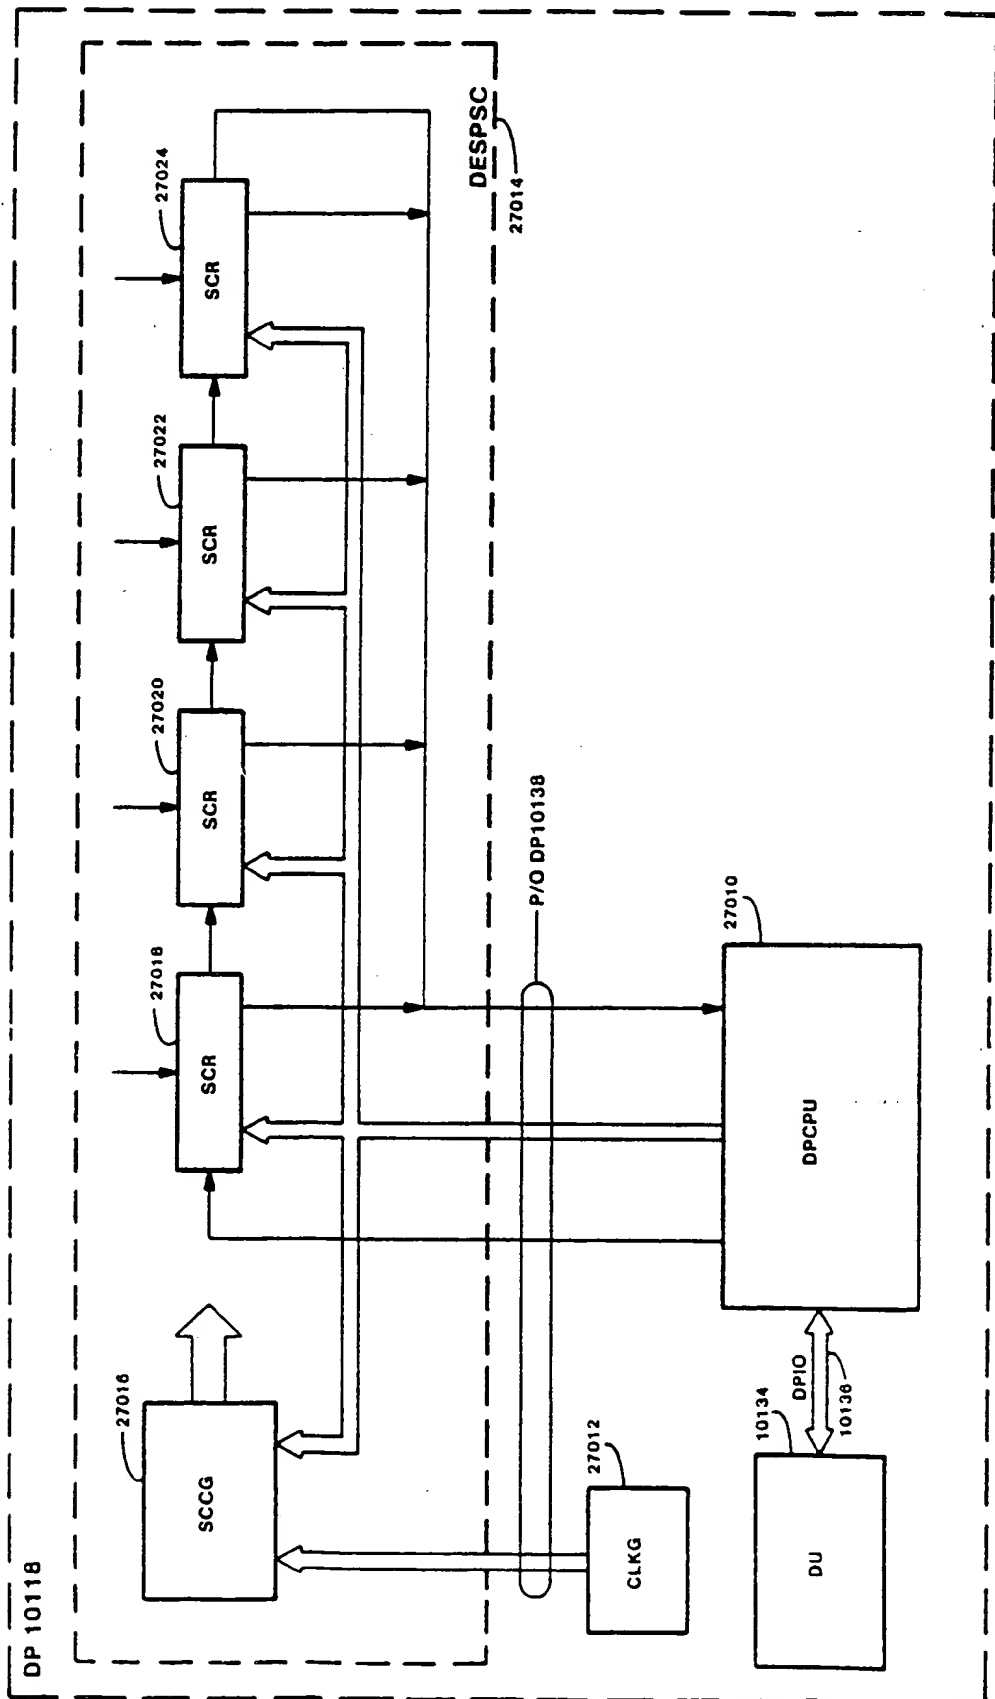 DP 10118
DESPSC
27014
SCCG
27016
SCR
27018
SCR
27020
SCR
27022
SCR
27024
P/O DP10138
CLKG
27012
DPCPU
27010
DU
10134
DPIO
10136